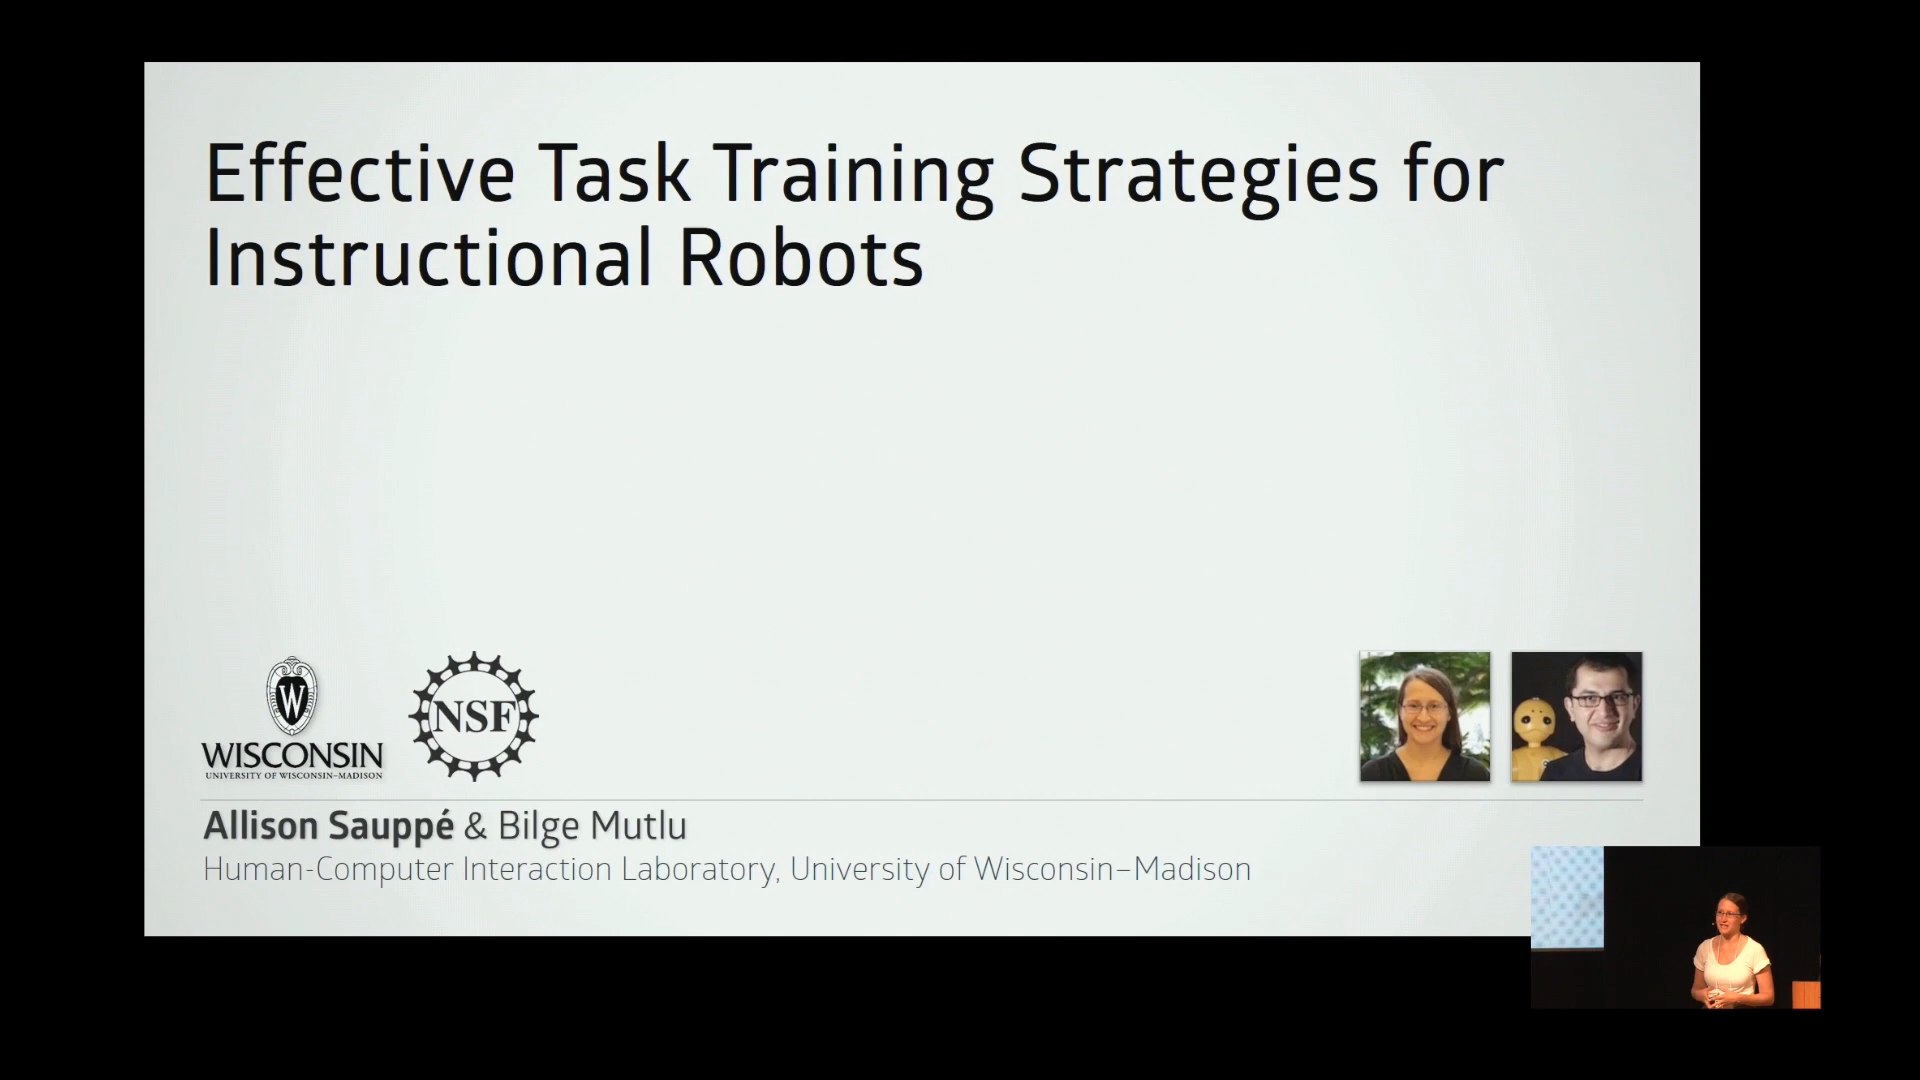 Effective Task Training Strategies for
Instructional Robots
W
WISCONSIN
UNIVERSITY OF WISCONSIN–MADISON
NSF
Allison Sauppé & Bilge Mutlu
Human-Computer Interaction Laboratory, University of Wisconsin–Madison